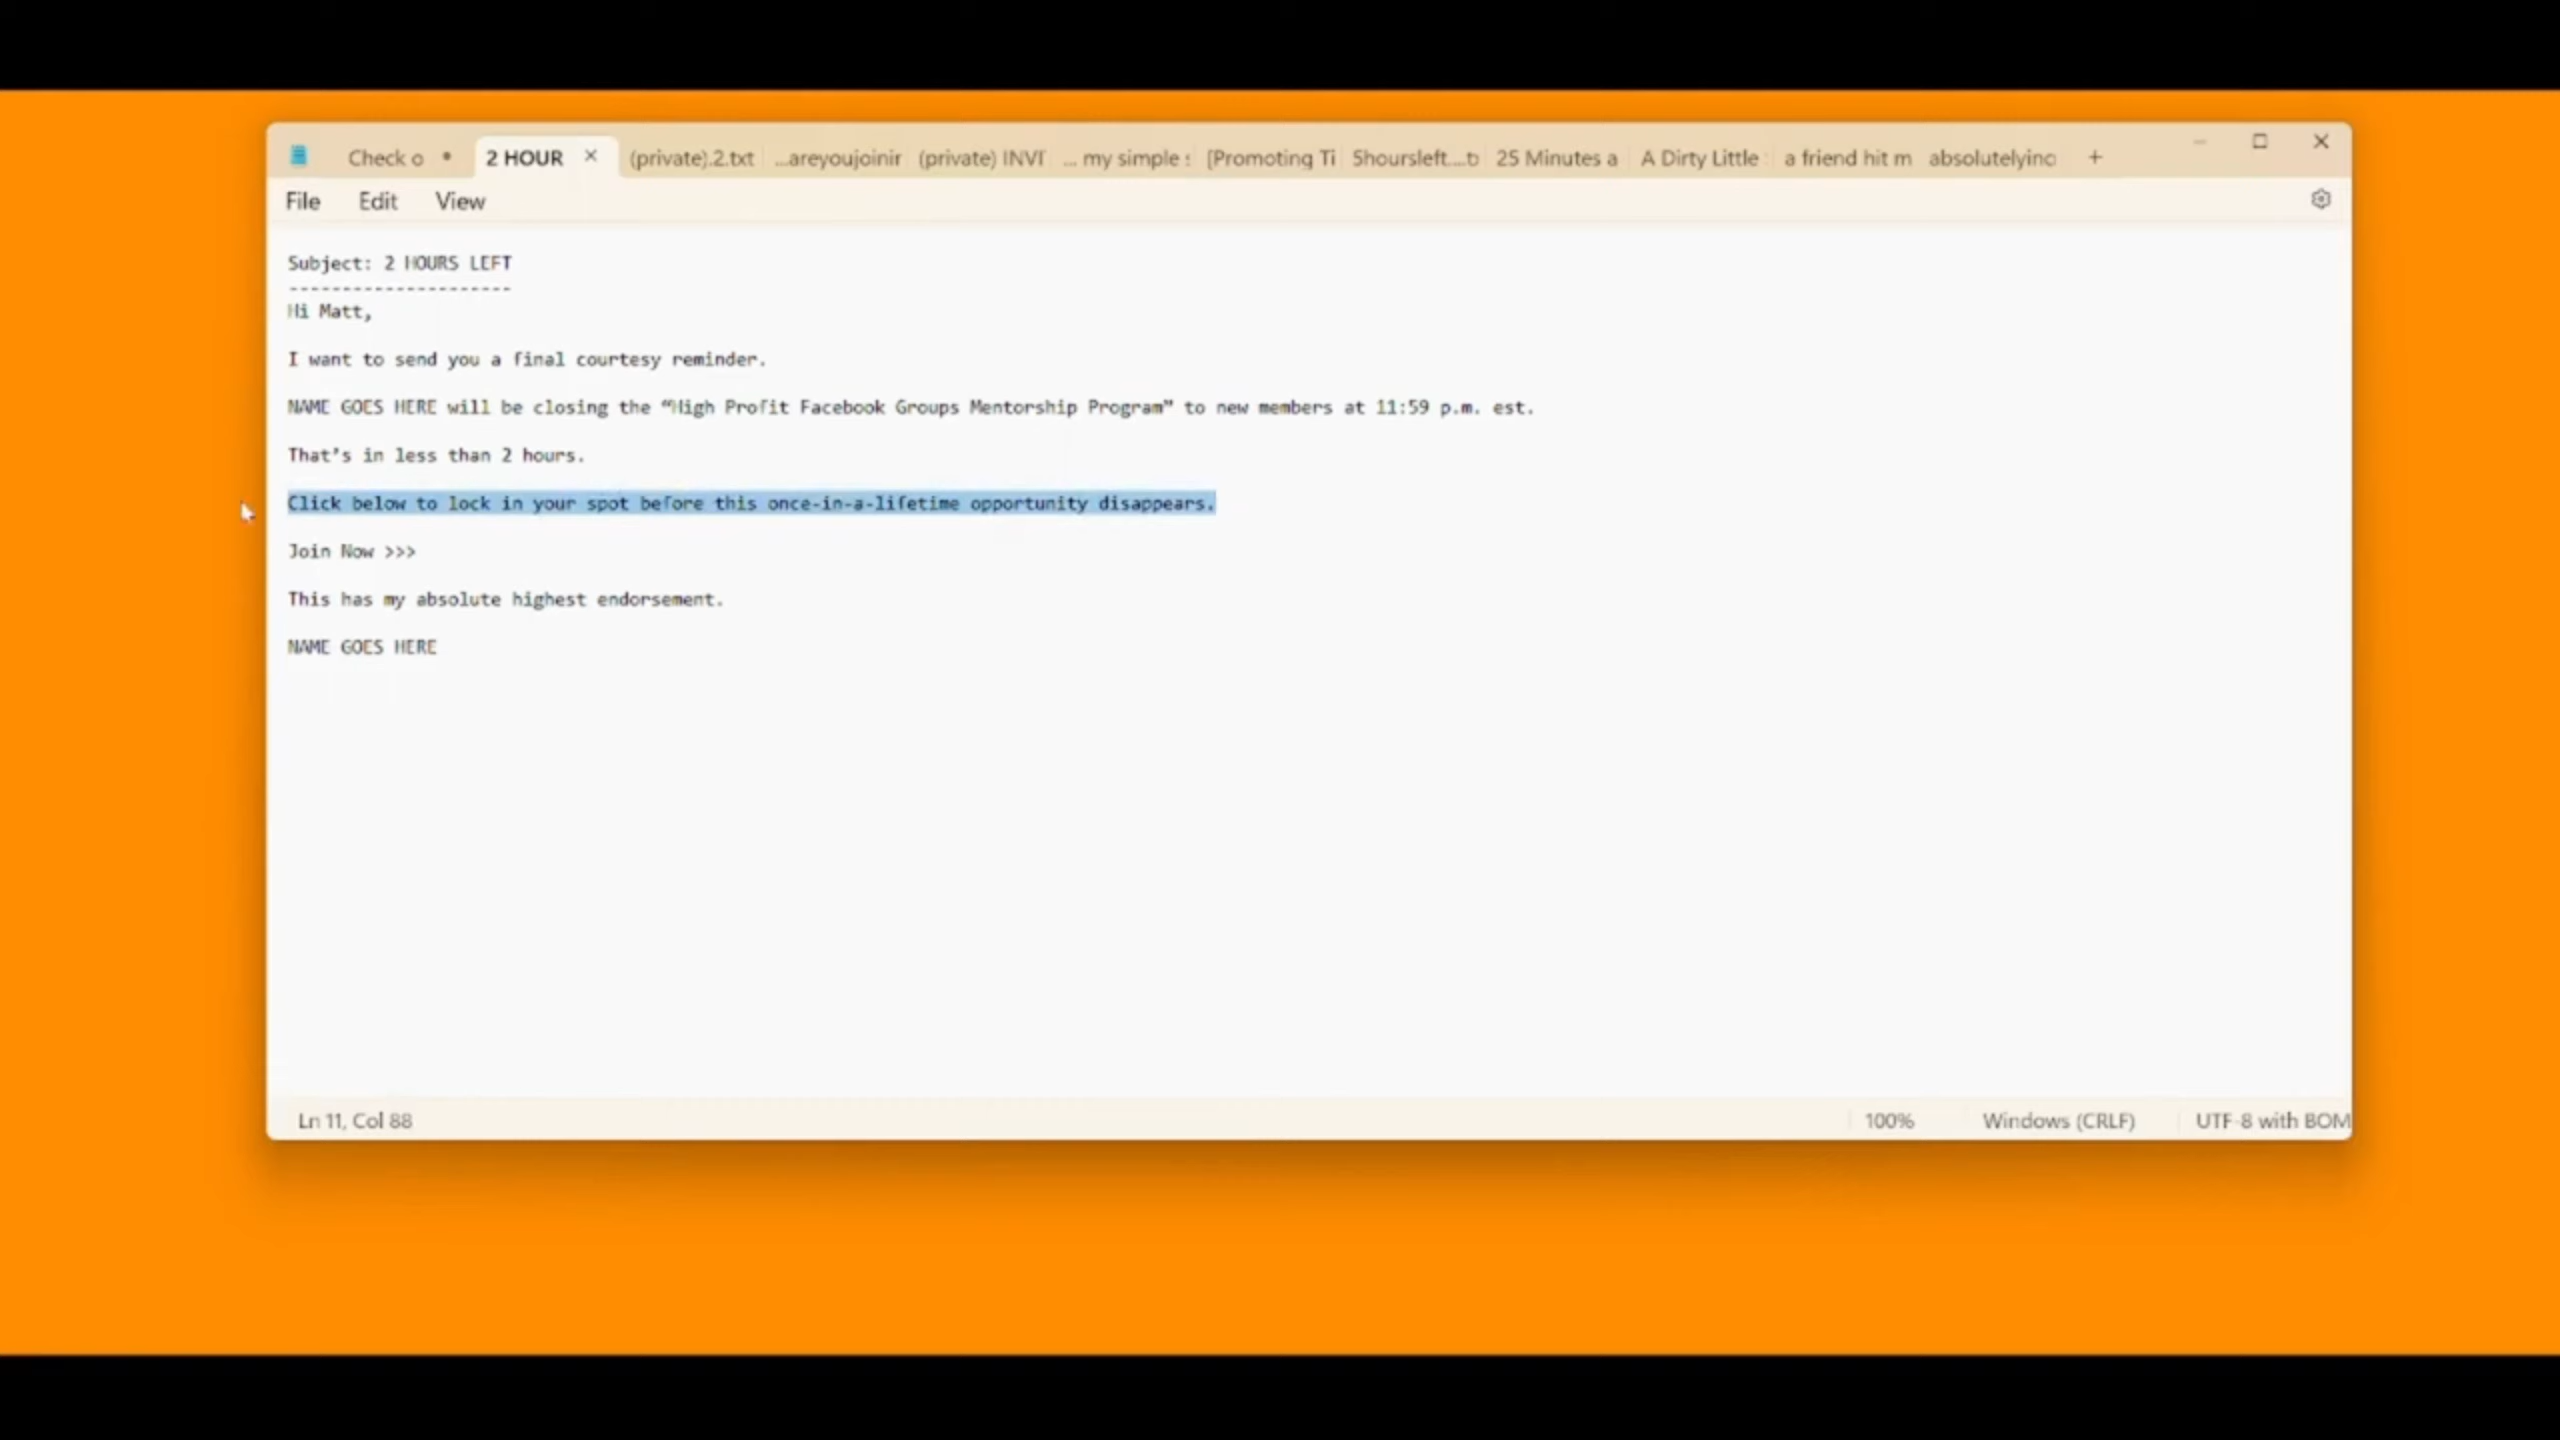 Check o
2 HOUR
(private).2.txt
...areyoujoinir
(private) INVI
... my simple
[Promoting Ti
5hoursleft....b
25 Minutes a
A Dirty Little
a friend hit m
absolutelyinc
File Edit View
Subject: 2 HOURS LEFT
---------------------
Hi Matt,
I want to send you a final courtesy reminder.
NAME GOES HERE will be closing the “High Profit Facebook Groups Mentorship Program” to new members at 11:59 p.m. est.
That’s in less than 2 hours.
Click below to lock in your spot before this once-in-a-lifetime opportunity disappears.
Join Now >>>
This has my absolute highest endorsement.
NAME GOES HERE
Ln 11, Col 88
100%
Windows (CRLF)
UTF-8 with BOM